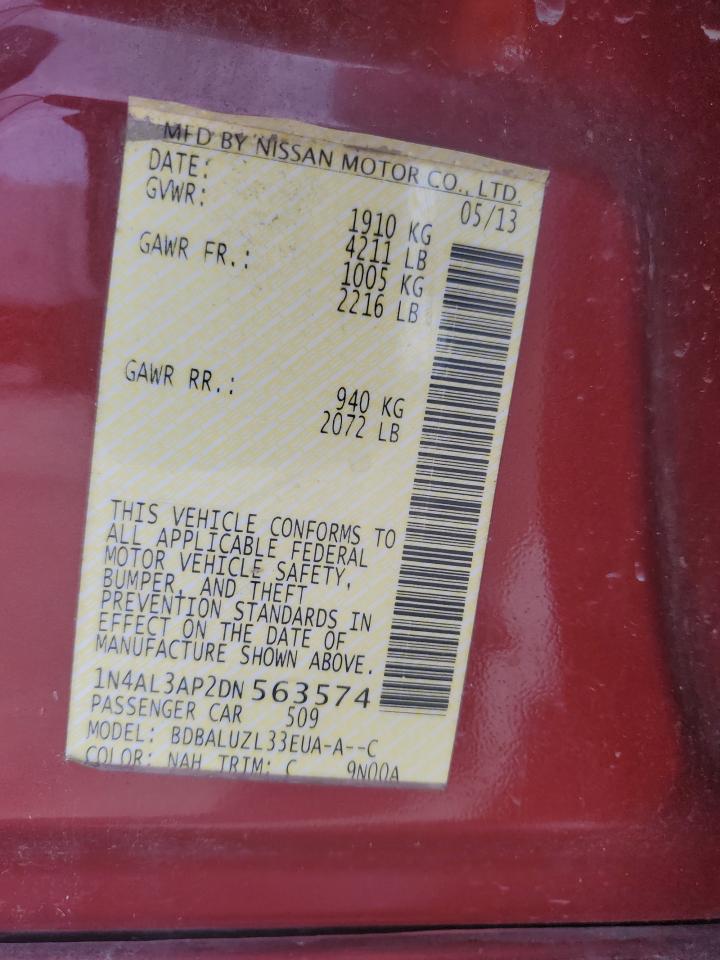 MFD BY NISSAN MOTOR CO., LTD.
DATE: 05/13
GVWR: 1910 KG
4211 LB
GAWR FR.: 1005 KG
2216 LB
GAWR RR.: 940 KG
2072 LB
THIS VEHICLE CONFORMS TO
ALL APPLICABLE FEDERAL
MOTOR VEHICLE SAFETY,
BUMPER, AND THEFT
PREVENTION STANDARDS IN
EFFECT ON THE DATE OF
MANUFACTURE SHOWN ABOVE.
1N4AL3AP2DN563574
PASSENGER CAR 509
MODEL: BDBALUZL33EUA-A--C
COLOR: NAH TRIM: C 9N00A